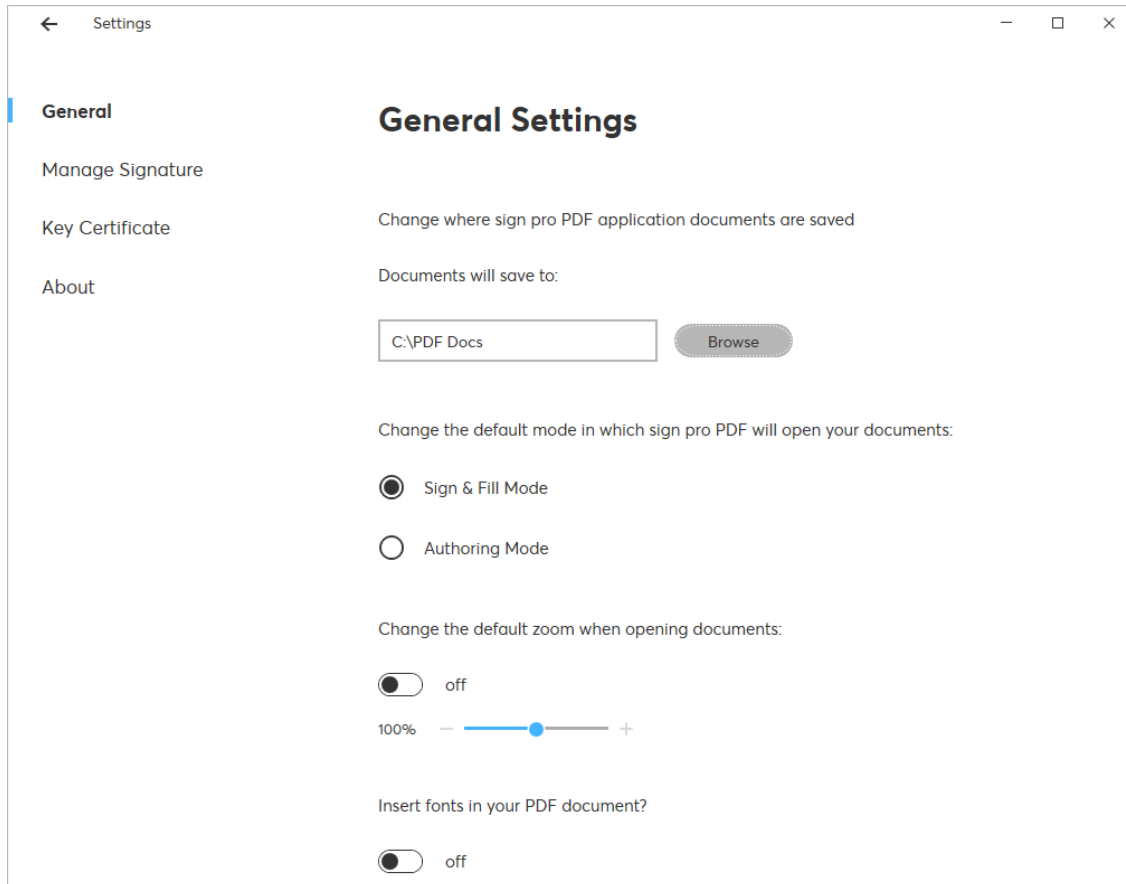 Settings
General
Manage Signature
Key Certificate
About
General Settings
Change where sign pro PDF application documents are saved
Documents will save to:
C:\PDF Docs
Browse
Change the default mode in which sign pro PDF will open your documents:
Sign & Fill Mode
Authoring Mode
Change the default zoom when opening documents:
off
100%
Insert fonts in your PDF document?
off